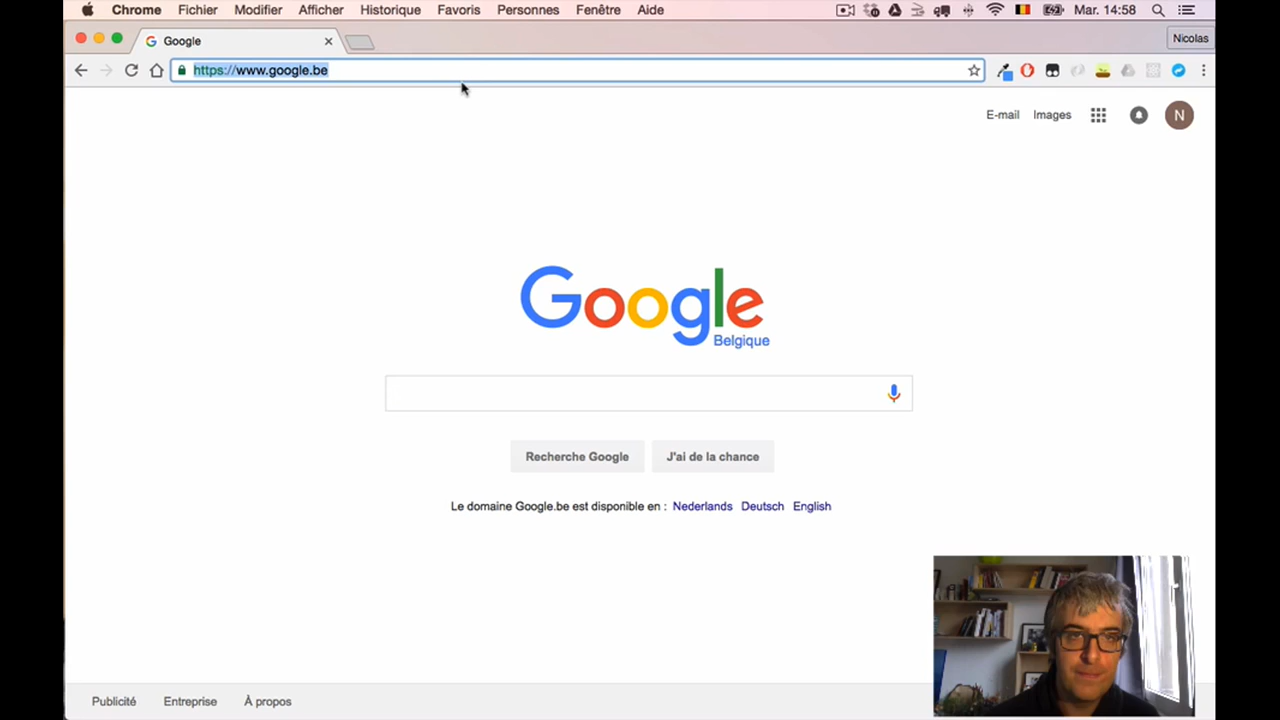 Chrome Fichier Modifier Afficher Historique Favoris Personnes Fenêtre Aide Mar. 14:58
Google Nicolas
https://www.google.be
E-mail Images N
Google
Belgique
Recherche Google J'ai de la chance
Le domaine Google.be est disponible en : Nederlands Deutsch English
Publicité Entreprise À propos